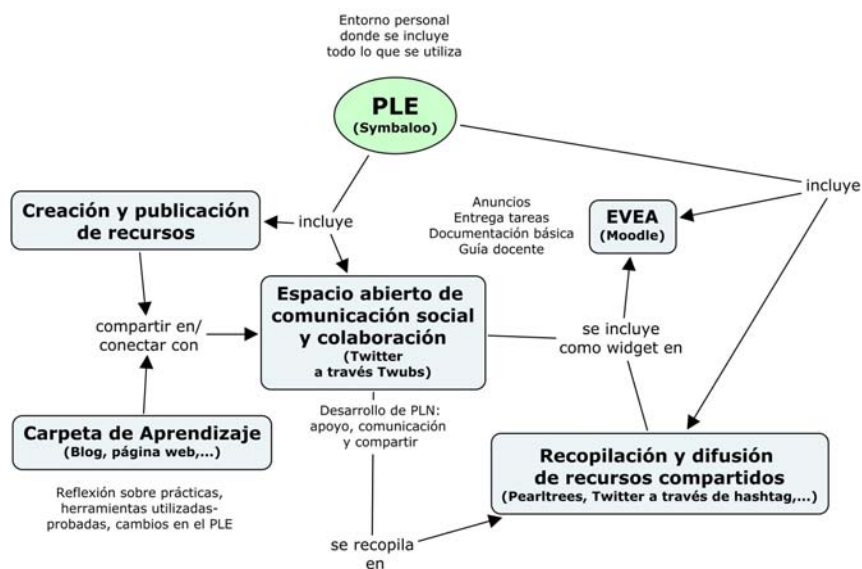 Entorno personal
donde se incluye
todo lo que se utiliza
PLE
(Symbaloo)
incluye
Creación y publicación
de recursos
incluye
Anuncios
Entrega tareas
Documentación básica
Guía docente
EVEA
(Moodle)
Espacio abierto de
comunicación social
y colaboración
(Twitter
a través Twubs)
compartir en/
conectar con
se incluye
como widget en
Carpeta de Aprendizaje
(Blog, página web,...)
Desarrollo de PLN:
apoyo, comunicación
y compartir
Recopilación y difusión
de recursos compartidos
(Pearltrees, Twitter a través de hashtag,...)
Reflexión sobre prácticas,
herramientas utilizadas-
probadas, cambios en el PLE
se recopila
en